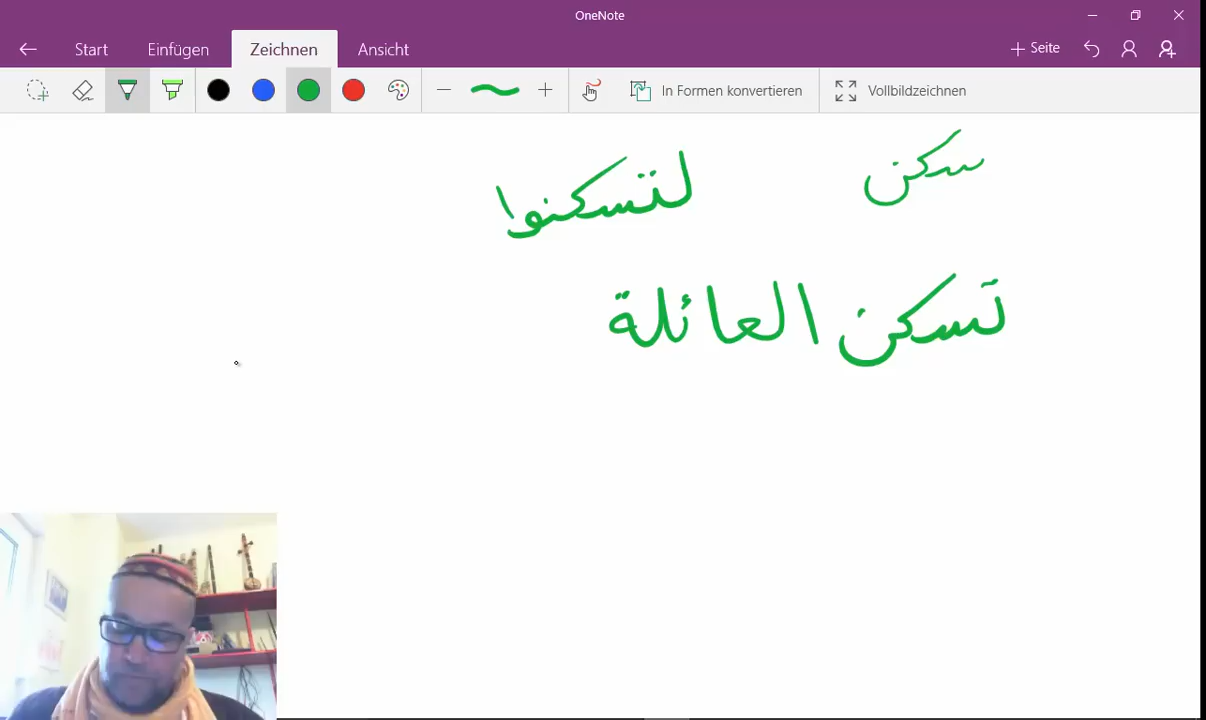 OneNote
Start Einfügen Zeichnen Ansicht Seite
In Formen konvertieren Vollbildzeichnen
سكن
لتسكنوا
تسكن العائلة